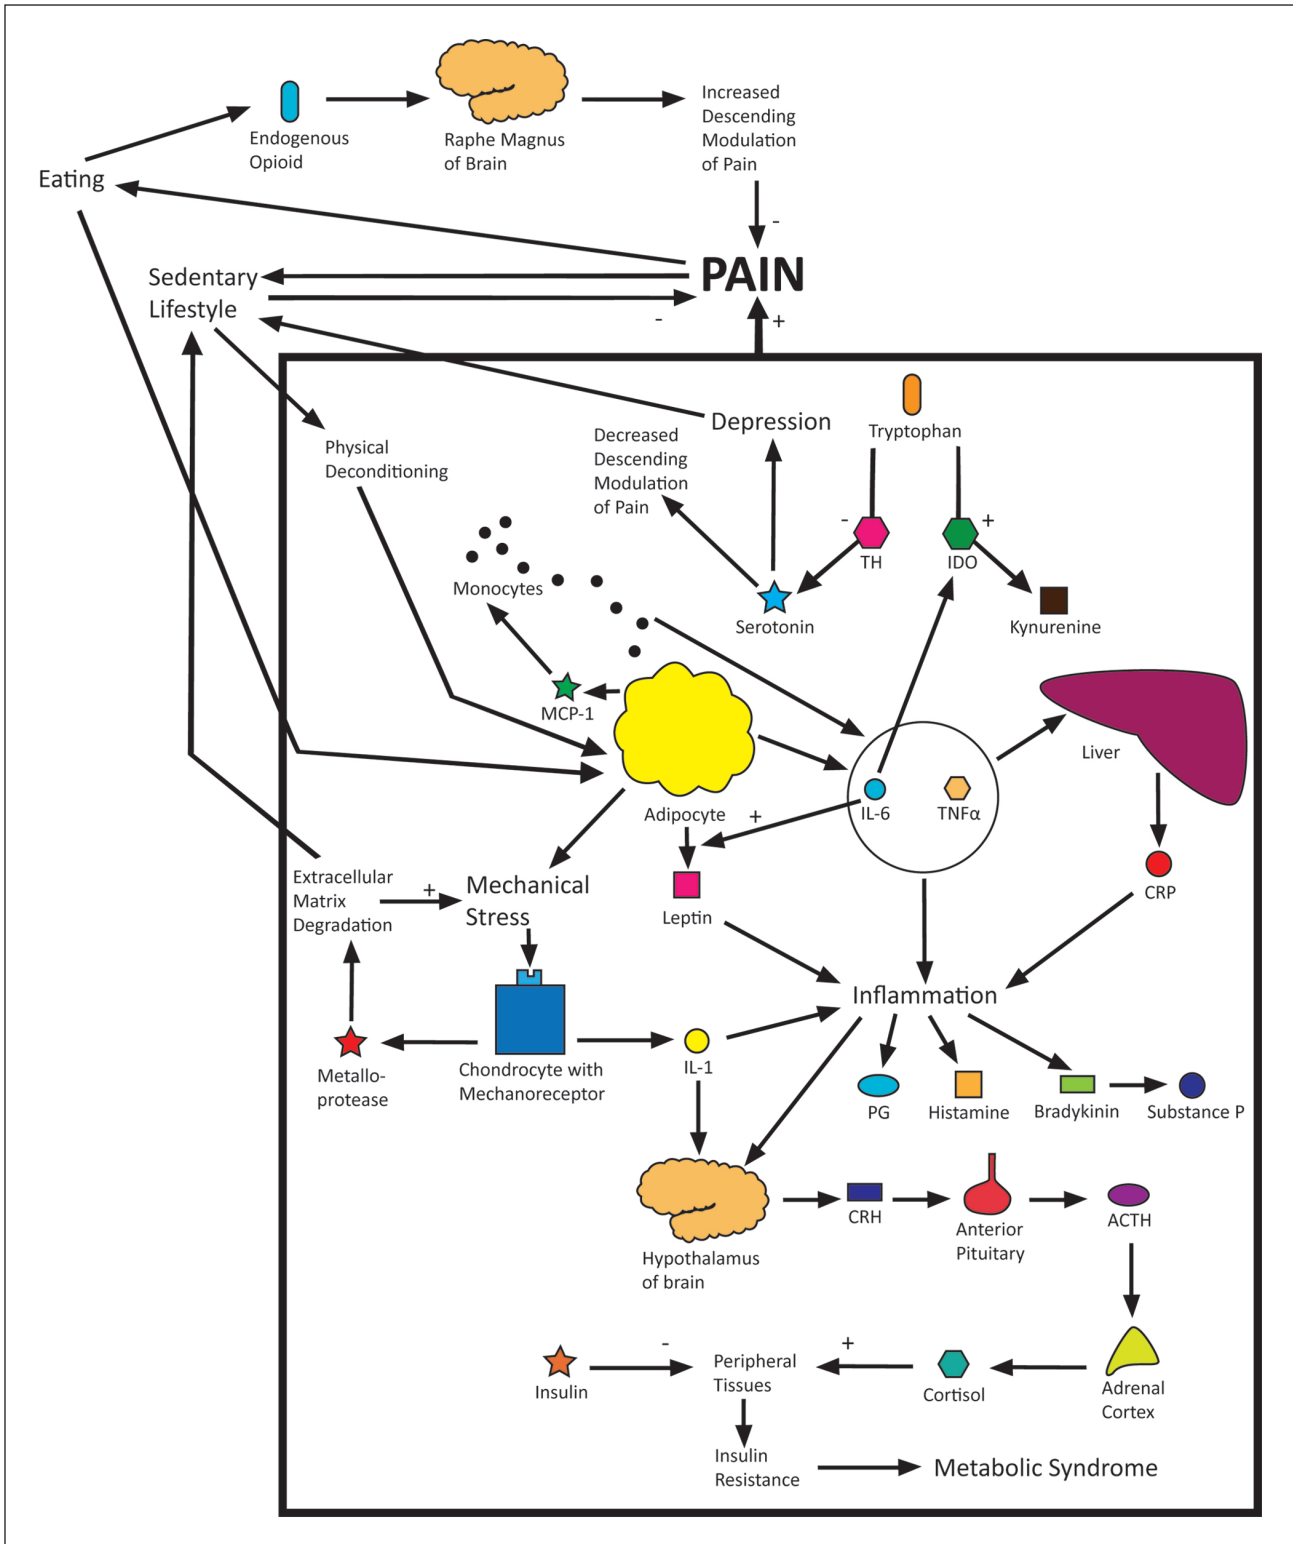 Increased
Descending
Modulation
of Pain
Endogenous
Opioid
Raphe Magnus
of Brain
Eating
-
PAIN
Sedentary
Lifestyle
-
+
Depression
Tryptophan
Decreased
Descending
Modulation
of Pain
Physical
Deconditioning
-
+
TH
IDO
Monocytes
Serotonin
Kynurenine
MCP-1
Liver
Adipocyte
+
IL-6
TNFα
Extracellular
Matrix
Degradation
+
Mechanical
Stress
Leptin
CRP
Inflammation
Metallo-
protease
Chondrocyte with
Mechanoreceptor
IL-1
PG
Histamine
Bradykinin
Substance P
CRH
Anterior
Pituitary
ACTH
Hypothalamus
of brain
Insulin
-
Peripheral
Tissues
+
Cortisol
Adrenal
Cortex
Insulin
Resistance
Metabolic Syndrome